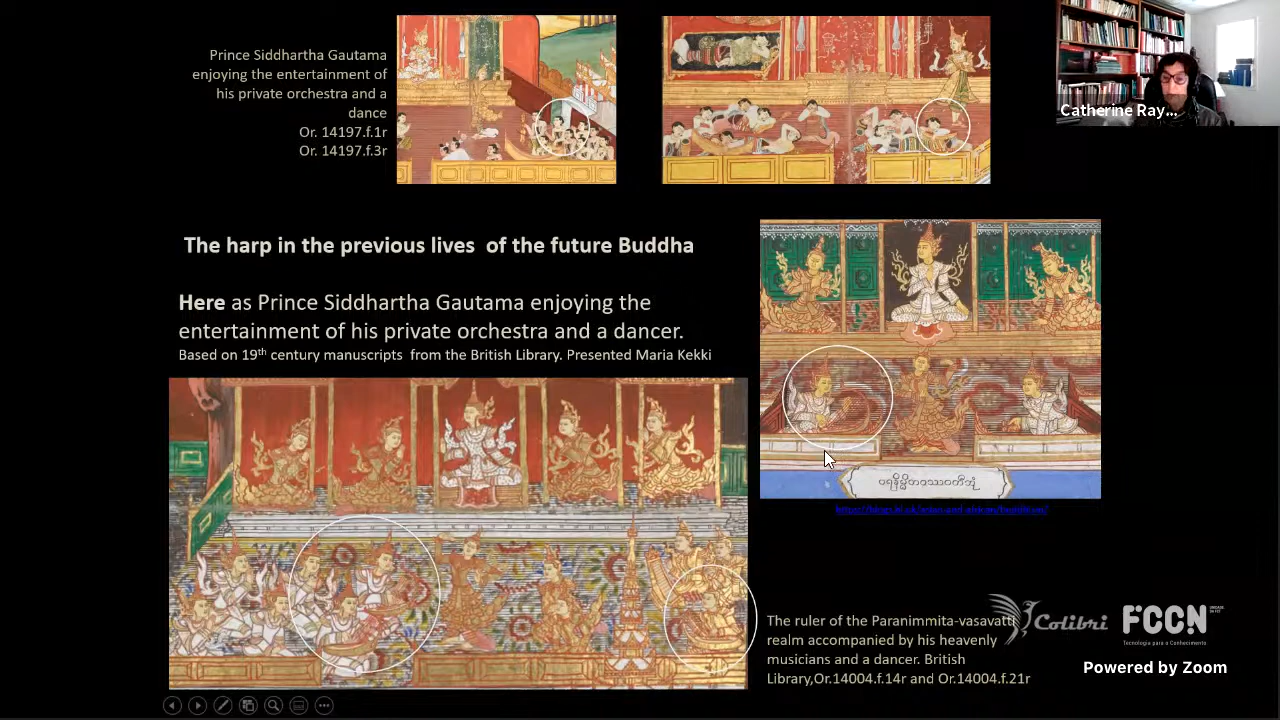 Prince Siddhartha Gautama
enjoying the entertainment of
his private orchestra and a
dance
Or. 14197.f.1r
Or. 14197.f.3r
Catherine Ray...
The harp in the previous lives of the future Buddha
Here as Prince Siddhartha Gautama enjoying the
entertainment of his private orchestra and a dancer.
Based on 19th century manuscripts from the British Library. Presented Maria Kekki
The ruler of the Paranimmita-vasavatti
realm accompanied by his heavenly
musicians and a dancer. British
Library,Or.14004.f.14r and Or.14004.f.21r
Colibri
FCCN
Tecnologia para o Conhecimento
Powered by Zoom